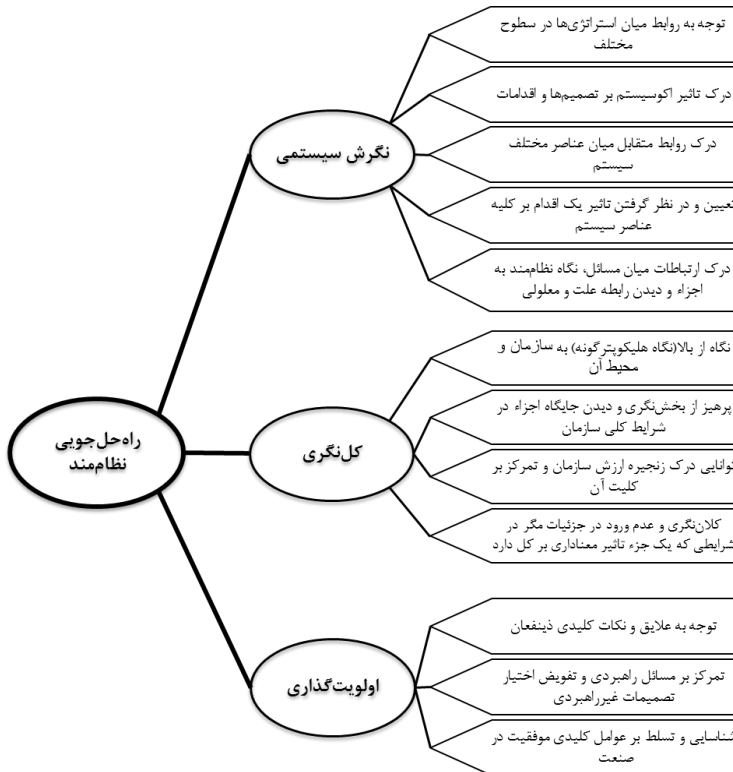 توجه به روابط میان استراتژی‌ها در سطوح
مختلف
درک تاثیر اکوسیستم بر تصمیم‌ها و اقدامات
درک روابط متقابل میان عناصر مختلف
سیستم
تعیین و در نظر گرفتن تاثیر یک اقدام بر کلیه
عناصر سیستم
درک ارتباطات میان مسائل، نگاه نظام‌مند به
اجزاء و دیدن رابطه علت و معلولی
نگرش سیستمی
نگاه از بالا(نگاه هلیکوپترگونه) به سازمان و
محیط آن
پرهیز از بخش‌نگری و دیدن جایگاه اجزاء در
شرایط کلی سازمان
توانایی درک زنجیره ارزش سازمان و تمرکز بر
کلیت آن
کلان‌نگری و عدم ورود در جزئیات مگر در
شرایطی که یک جزء تاثیر معناداری بر کل دارد
کل‌نگری
راه‌حل‌جویی
نظام‌مند
توجه به علایق و نکات کلیدی ذینفعان
تمرکز بر مسائل راهبردی و تفویض اختیار
تصمیمات غیرراهبردی
شناسایی و تسلط بر عوامل کلیدی موفقیت در
صنعت
اولویت‌گذاری